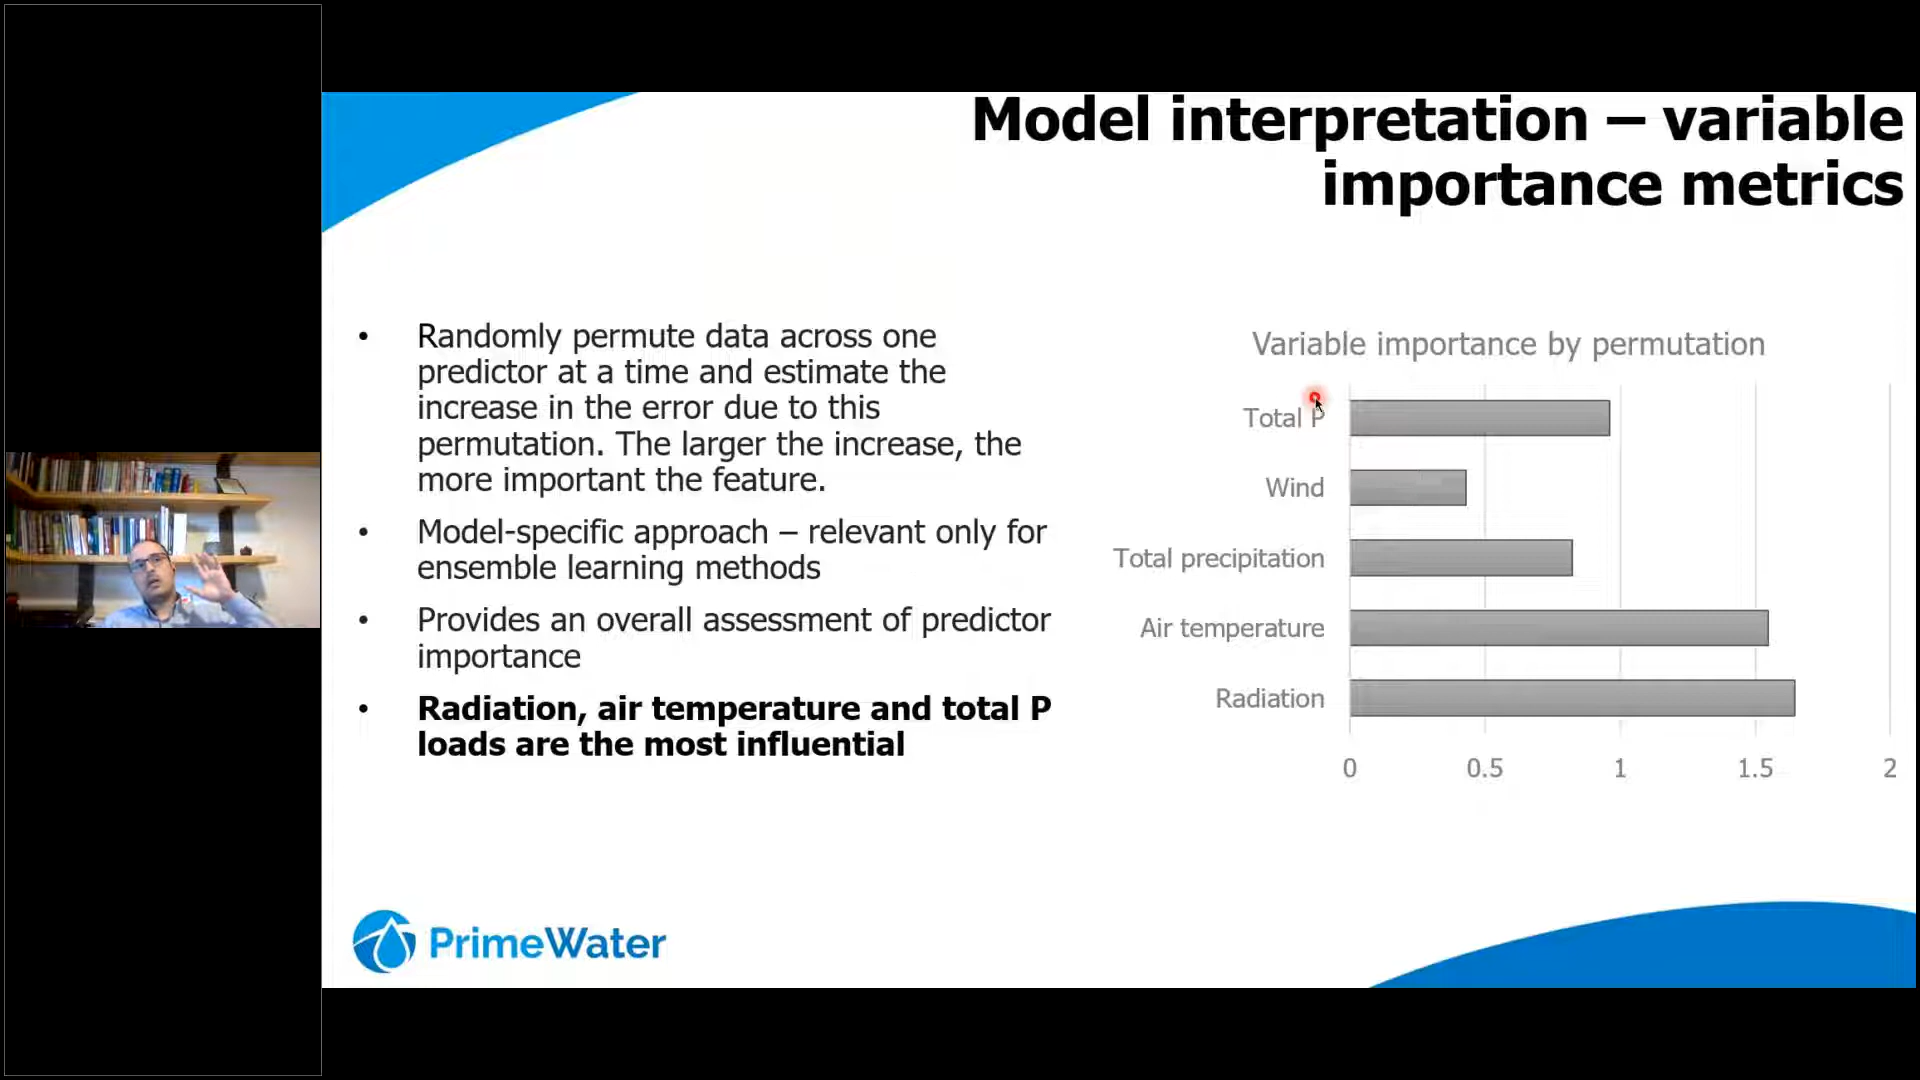 Model interpretation – variable
importance metrics
• Randomly permute data across one
predictor at a time and estimate the
increase in the error due to this
permutation. The larger the increase, the
more important the feature.
• Model-specific approach – relevant only for
ensemble learning methods
• Provides an overall assessment of predictor
importance
• Radiation, air temperature and total P
loads are the most influential
Variable importance by permutation
Total P
Wind
Total precipitation
Air temperature
Radiation
0 0.5 1 1.5 2
PrimeWater